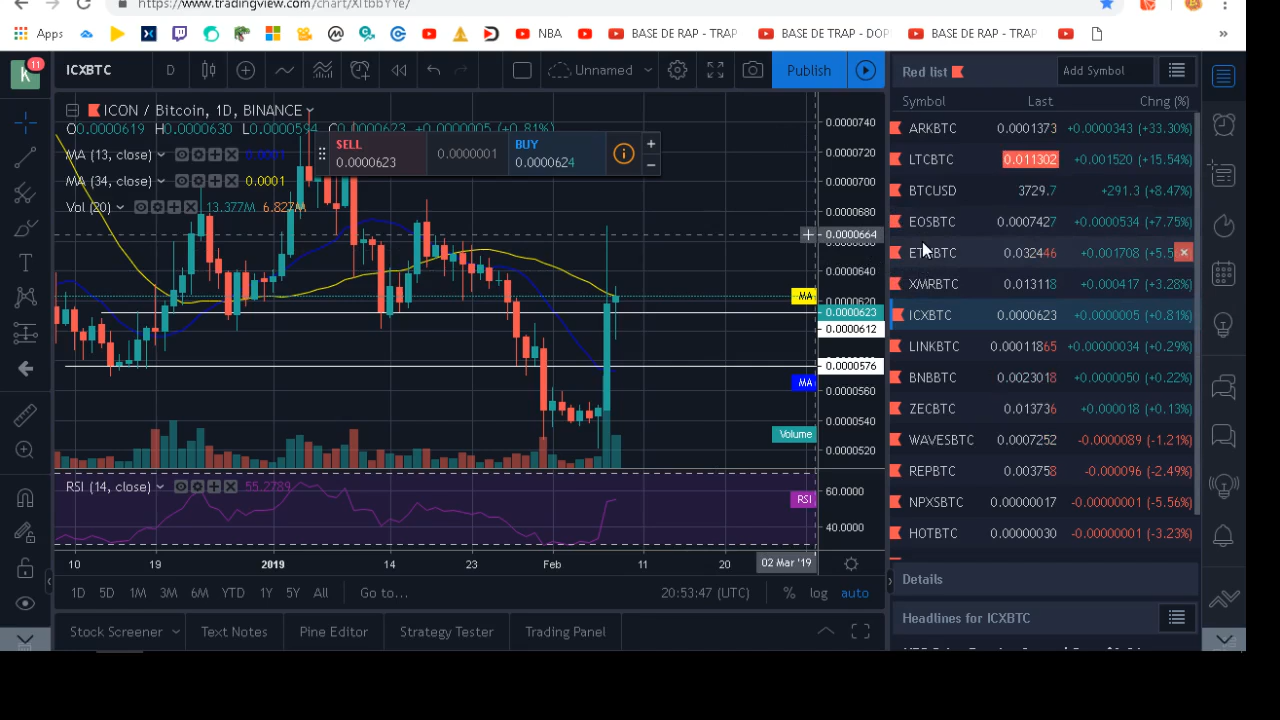 https://www.tradingview.com/chart/XltbbYYe/
Apps NBA BASE DE RAP - TRAP BASE DE TRAP - DOP BASE DE RAP - TRAP »
K 11 ICXBTC D Unnamed Publish
Red list Add Symbol
Symbol Last Chng (%)
ICON / Bitcoin, 1D, BINANCE
O0.0000619 H0.0000630 L0.0000594 C0.0000623 +0.0000005 (+0.81%)
SELL 0.0000623
0.0000001
BUY 0.0000624
MA (13, close) 0.0001
MA (34, close) 0.0001
Vol (20) 13.377M 6.827M
0.0000740
0.0000720
0.0000700
0.0000680
0.0000664
0.0000640
MA
0.0000620
0.0000623
0.0000612
0.0000576
0.0000560
MA
0.0000540
Volume
0.0000520
RSI (14, close) 55.2789
60.0000
RSI
40.0000
10 19 2019 14 23 Feb 11 20 02 Mar '19
1D 5D 1M 3M 6M YTD 1Y 5Y All Go to... 20:53:47 (UTC) % log auto
Stock Screener Text Notes Pine Editor Strategy Tester Trading Panel
ARKBTC 0.0001373 +0.0000343 (+33.30%)
LTCBTC 0.011302 +0.001520 (+15.54%)
BTCUSD 3729.7 +291.3 (+8.47%)
EOSBTC 0.0007427 +0.0000534 (+7.75%)
ETHBTC 0.032446 +0.001708 (+5.5
XMRBTC 0.013118 +0.000417 (+3.28%)
ICXBTC 0.0000623 +0.0000005 (+0.81%)
LINKBTC 0.00011865 +0.00000034 (+0.29%)
BNBBTC 0.0023018 +0.0000050 (+0.22%)
ZECBTC 0.013736 +0.000018 (+0.13%)
WAVESBTC 0.0007252 -0.0000089 (-1.21%)
REPBTC 0.003758 -0.000096 (-2.49%)
NPXSBTC 0.00000017 -0.00000001 (-5.56%)
HOTBTC 0.00000030 -0.00000001 (-3.23%)
Details
Headlines for ICXBTC